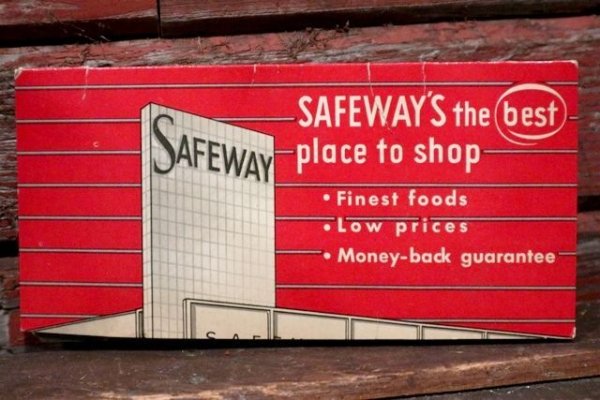 SAFEWAY'S the best
place to shop
• Finest foods
• Low prices
• Money-back guarantee
SAFEWAY